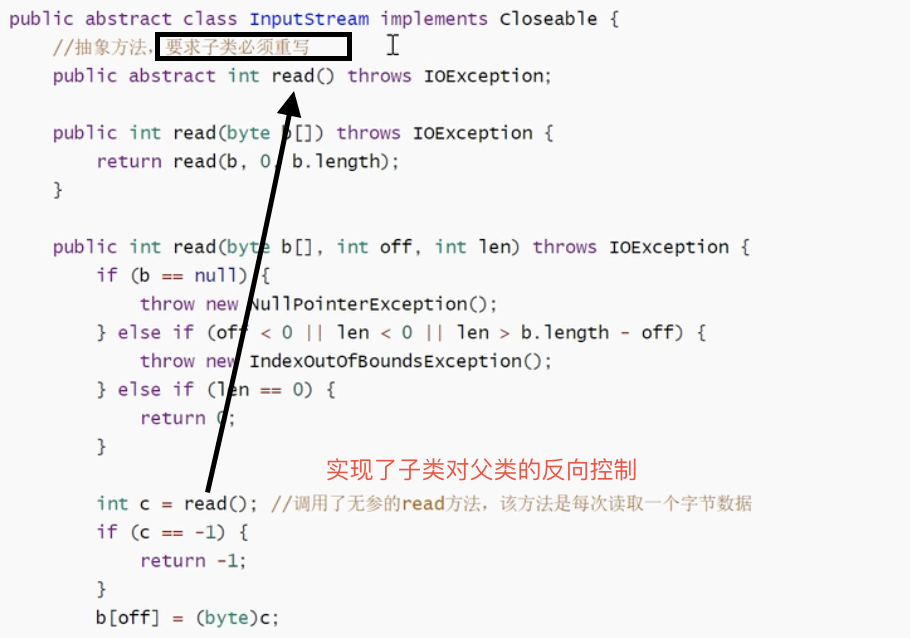 public abstract class InputStream implements Closeable {
//抽象方法，要求子类必须重写
public abstract int read() throws IOException;
public int read(byte b[]) throws IOException {
return read(b, 0, b.length);
}
public int read(byte b[], int off, int len) throws IOException {
if (b == null) {
throw new NullPointerException();
} else if (off < 0 || len < 0 || len > b.length - off) {
throw new IndexOutOfBoundsException();
} else if (len == 0) {
return 0;
}
实现了子类对父类的反向控制
int c = read(); //调用了无参的read方法，该方法是每次读取一个字节数据
if (c == -1) {
return -1;
}
b[off] = (byte)c;